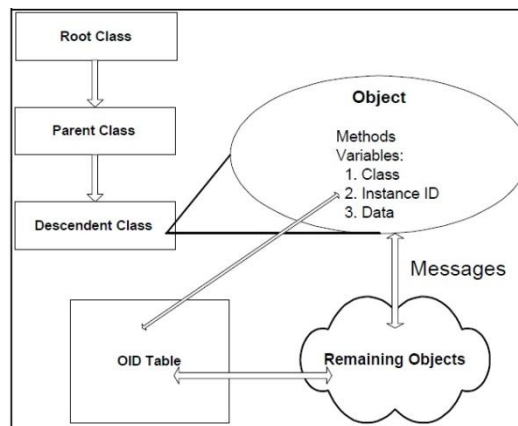 Root Class
Parent Class
Descendent Class
Object
Methods
Variables:
1. Class
2. Instance ID
3. Data
Messages
OID Table
Remaining Objects